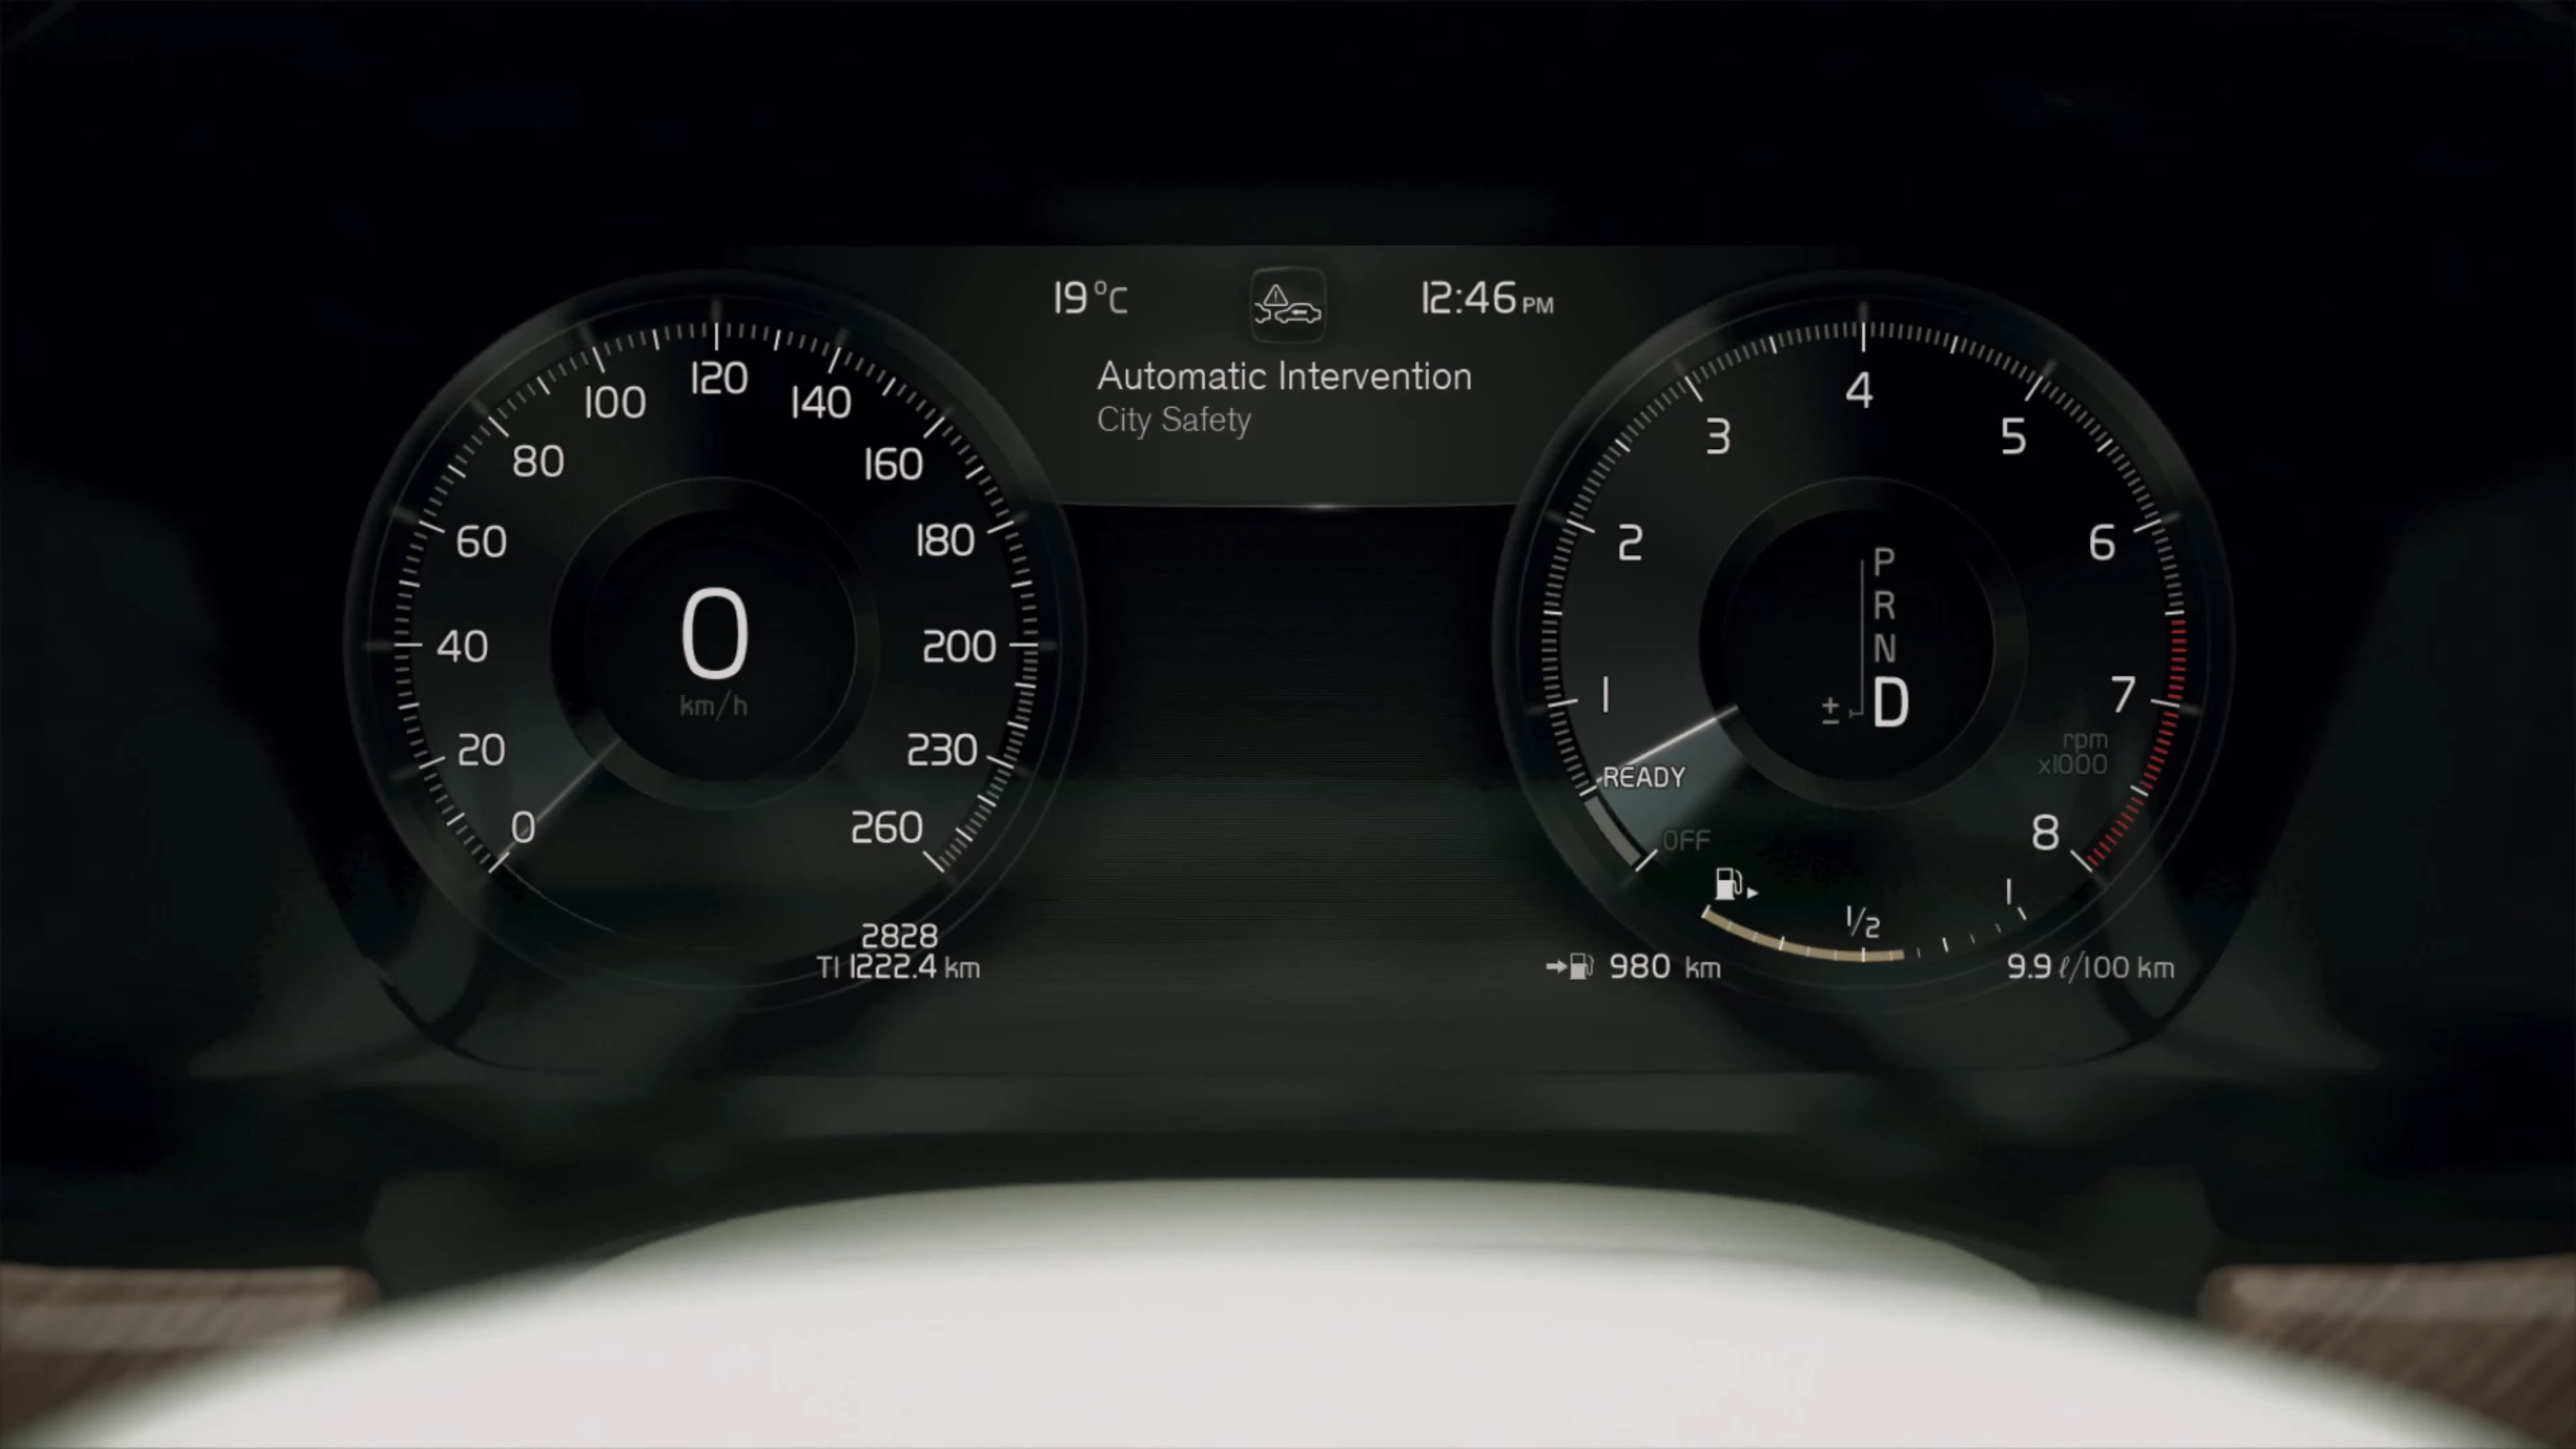 19°C
12:46 PM
Automatic Intervention
City Safety
0
20
40
60
80
100
120
140
160
180
200
230
260
0
km/h
2828
T1 1222.4 km
OFF
READY
1
2
3
4
5
6
7
8
rpm
x1000
P
R
N
± D
1/2
1
980 km
9.9 ℓ/100 km